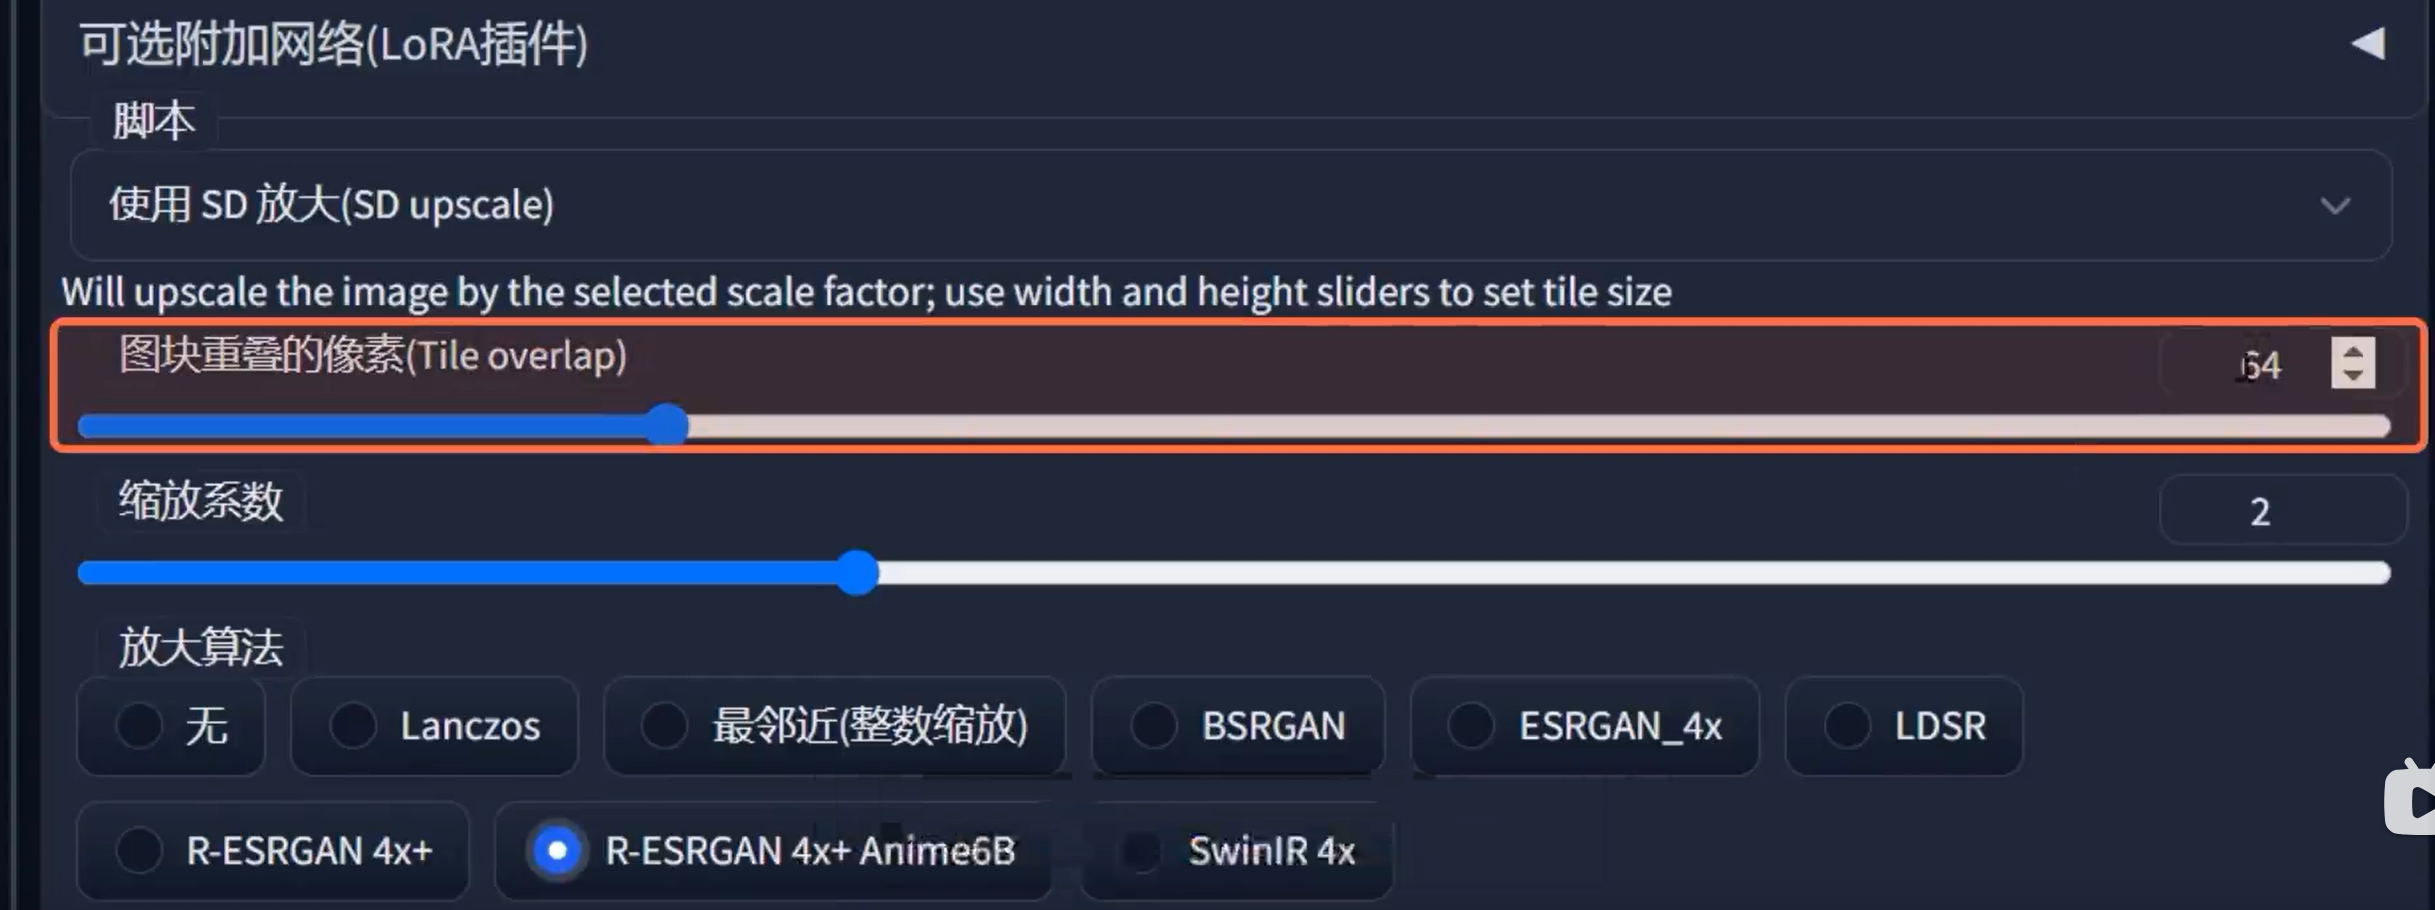 可选附加网络(LoRA插件)
脚本
使用 SD 放大(SD upscale)
Will upscale the image by the selected scale factor; use width and height sliders to set tile size
图块重叠的像素(Tile overlap)
64
缩放系数
2
放大算法
无 Lanczos 最邻近(整数缩放) BSRGAN ESRGAN_4x LDSR
R-ESRGAN 4x+ R-ESRGAN 4x+ Anime6B SwinIR 4x